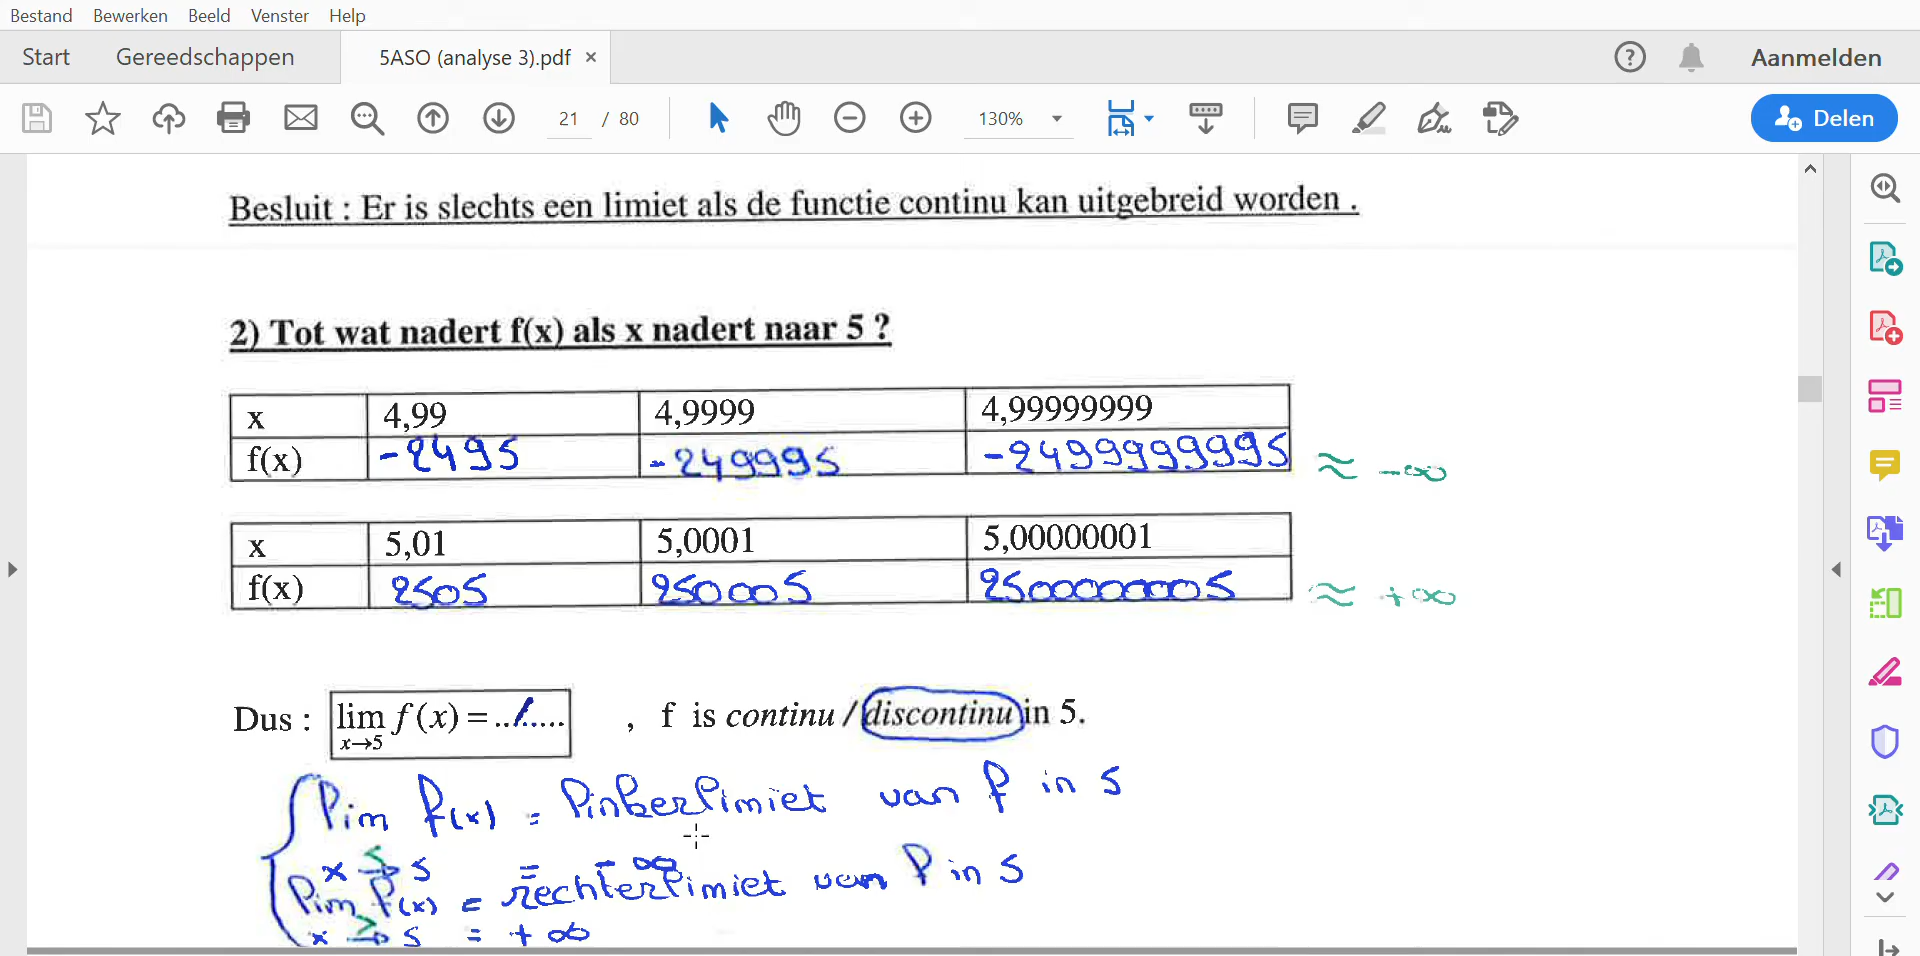 Bestand Bewerken Beeld Venster Help
Start Gereedschappen 5ASO (analyse 3).pdf × Aanmelden
21 / 80 130% Delen
Besluit : Er is slechts een limiet als de functie continu kan uitgebreid worden .
2) Tot wat nadert f(x) als x nadert naar 5 ?
x 4,99 4,9999 4,99999999
f(x) -2495 -249995 -2499999995 ≈ -∞
x 5,01 5,0001 5,00000001
f(x) 2505 250005 2500000005 ≈ +∞
Dus : lim f(x) = ../..... , f is continu / discontinu in 5.
x→5
lim f(x) = linkerlimiet van f in 5
x → 5 = -∞
<
lim f(x) = rechterlimiet van f in 5
x → 5 = +∞
>